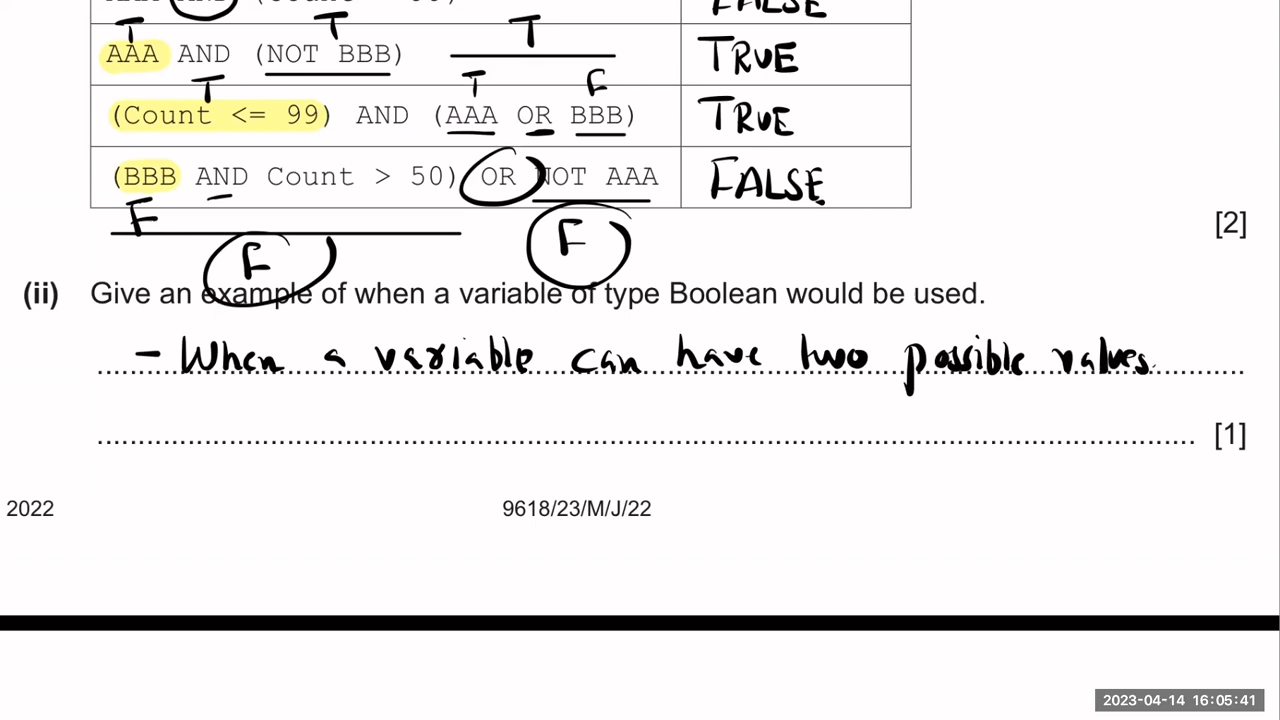 FALSE
T T T
AAA AND (NOT BBB) TRUE
T T F
(Count <= 99) AND (AAA OR BBB) TRUE
(BBB AND Count > 50) OR NOT AAA FALSE
F F F
[2]
(ii) Give an example of when a variable of type Boolean would be used.
- When a variable can have two possible values.
[1]
2022 9618/23/M/J/22
2023-04-14 16:05:41